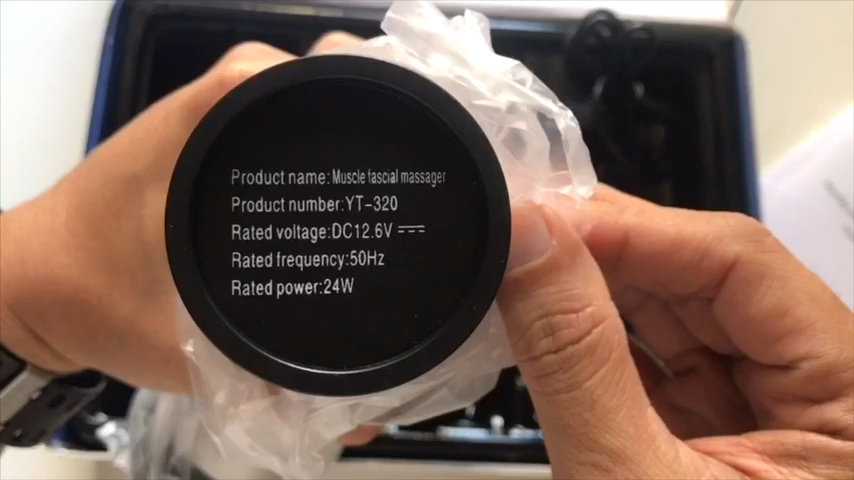 Product name: Muscle fascial massager
Product number:YT-320
Rated voltage:DC12.6V ⎓
Rated frequency:50Hz
Rated power:24W